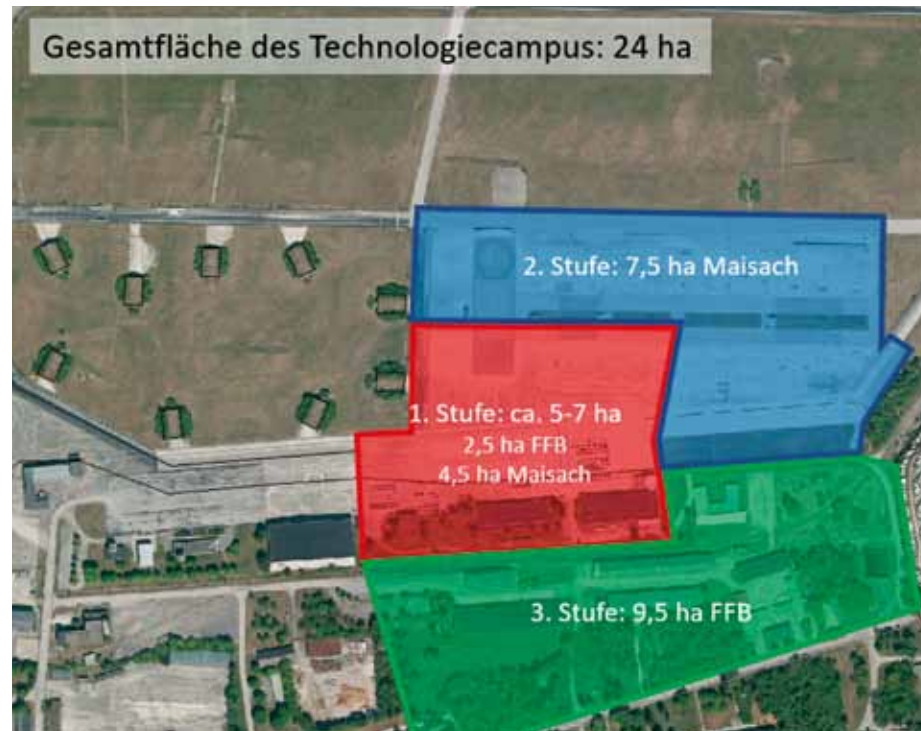 Gesamtfläche des Technologiecampus: 24 ha
2. Stufe: 7,5 ha Maisach
1. Stufe: ca. 5-7 ha
2,5 ha FFB
4,5 ha Maisach
3. Stufe: 9,5 ha FFB